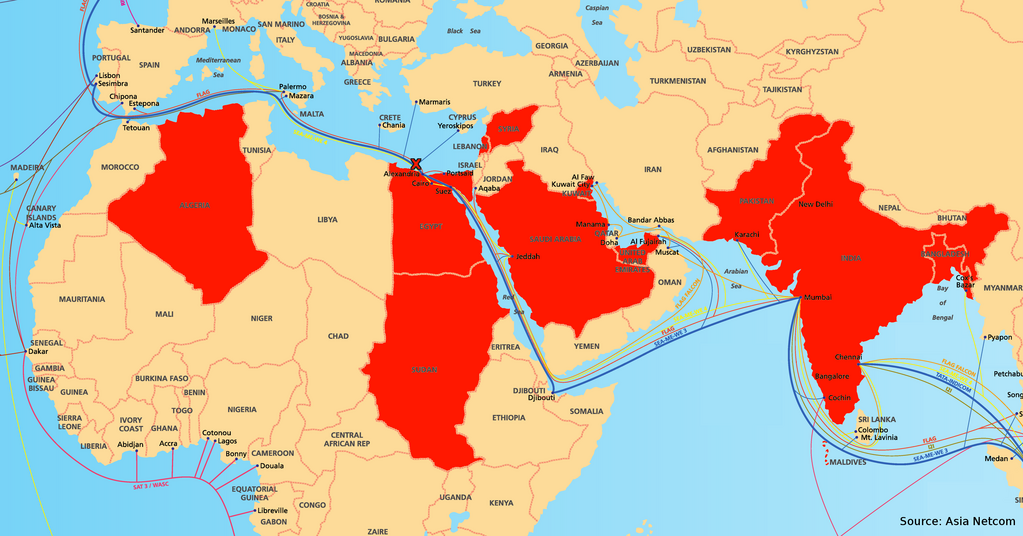 Caspian
Sea
CROATIA
ROMANIA
BOSNIA &
HERZEGOVINA
SAN MARINO
Santander
Marseilles
ANDORRA
MONACO
ITALY
YUGOSLAVIA
BULGARIA
Black Sea
GEORGIA
UZBEKISTAN
KYRGHYZSTAN
MACEDONIA
ALBANIA
AZERBAIJAN
ARMENIA
PORTUGAL
SPAIN
Mediterranean
Sea
GREECE
TURKEY
TURKMENISTAN
TAJIKISTAN
Lisbon
Sesimbra
Palermo
Mazara
FLAG
Chipona
Estepona
Marmaris
MALTA
CRETE
Chania
CYPRUS
Yeroskipos
Tetouan
SEA-ME-WE 4
SYRIA
LEBANON
IRAQ
IRAN
AFGHANISTAN
TUNISIA
MOROCCO
MADEIRA
X
ISRAEL
Alexandria
Portsaid
Cairo
Suez
JORDAN
Aqaba
Al Faw
Kuwait City
KUWAIT
CANARY
ISLANDS
Alta Vista
ALGERIA
LIBYA
EGYPT
PAKISTAN
New Delhi
NEPAL
BHUTAN
Bandar Abbas
Manama
QATAR
Doha
Al Fujairah
Muscat
SAUDI ARABIA
UNITED
ARAB
EMIRATES
Karachi
Jeddah
INDIA
BANGLADESH
Cox's
Bazar
MYANMAR
Arabian
Sea
OMAN
FLAG FALCON
Bay
of
Bengal
MAURITANIA
MALI
NIGER
CHAD
Red
Sea
Mumbai
FLAG
SEA-ME-WE 3
SENEGAL
Dakar
GAMBIA
GUINEA
BISSAU
GUINEA
ERITREA
YEMEN
Pyapon
Chennai
Bangalore
FLAG FALCON
TATA-INDICOM
i2i
SUDAN
BURKINA FASO
BENIN
DJIBOUTI
Djibouti
Cochin
SIERRA
LEONE
IVORY
COAST
TOGO
GHANA
NIGERIA
ETHIOPIA
SOMALIA
SRI LANKA
Colombo
Mt. Lavinia
LIBERIA
Abidjan
Accra
Cotonou
Lagos
Bonny
CAMEROON
Douala
CENTRAL
AFRICAN REP
FLAG
i2i
SEA-ME-WE 3
MALDIVES
Medan
SAT 3 / WASC
EQUATORIAL
GUINEA
Libreville
GABON
CONGO
UGANDA
KENYA
ZAIRE
Source: Asia Netcom